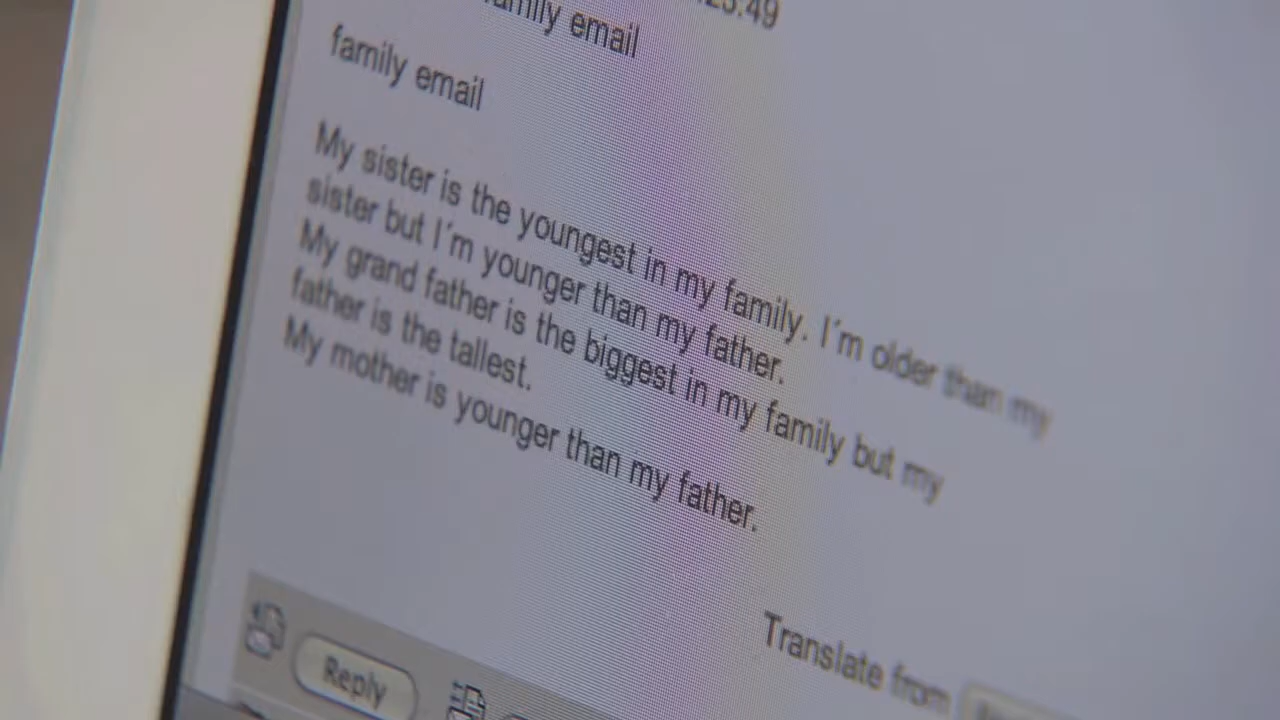 :49
family email
family email
My sister is the youngest in my family. I´m older than my
sister but I´m younger than my father.
My grand father is the biggest in my family but my
father is the tallest.
My mother is younger than my father.
Translate from
Reply